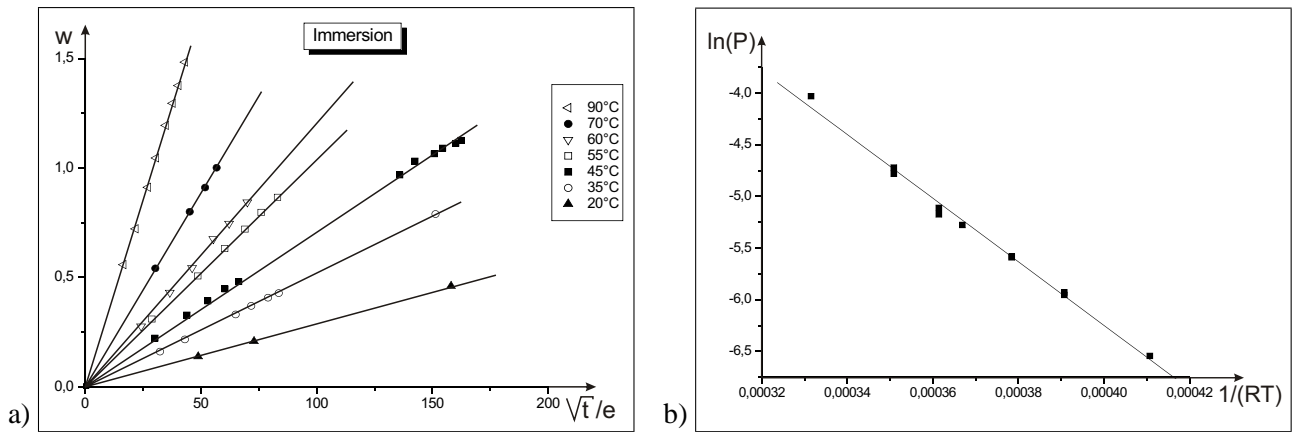 a)
w
Immersion
1,5
1,0
0,5
0,0
0
50
100
150
200
√t/e
90°C
70°C
60°C
55°C
45°C
35°C
20°C
b)
ln(P)
-4,0
-4,5
-5,0
-5,5
-6,0
-6,5
0,00032
0,00034
0,00036
0,00038
0,00040
0,00042
1/(RT)